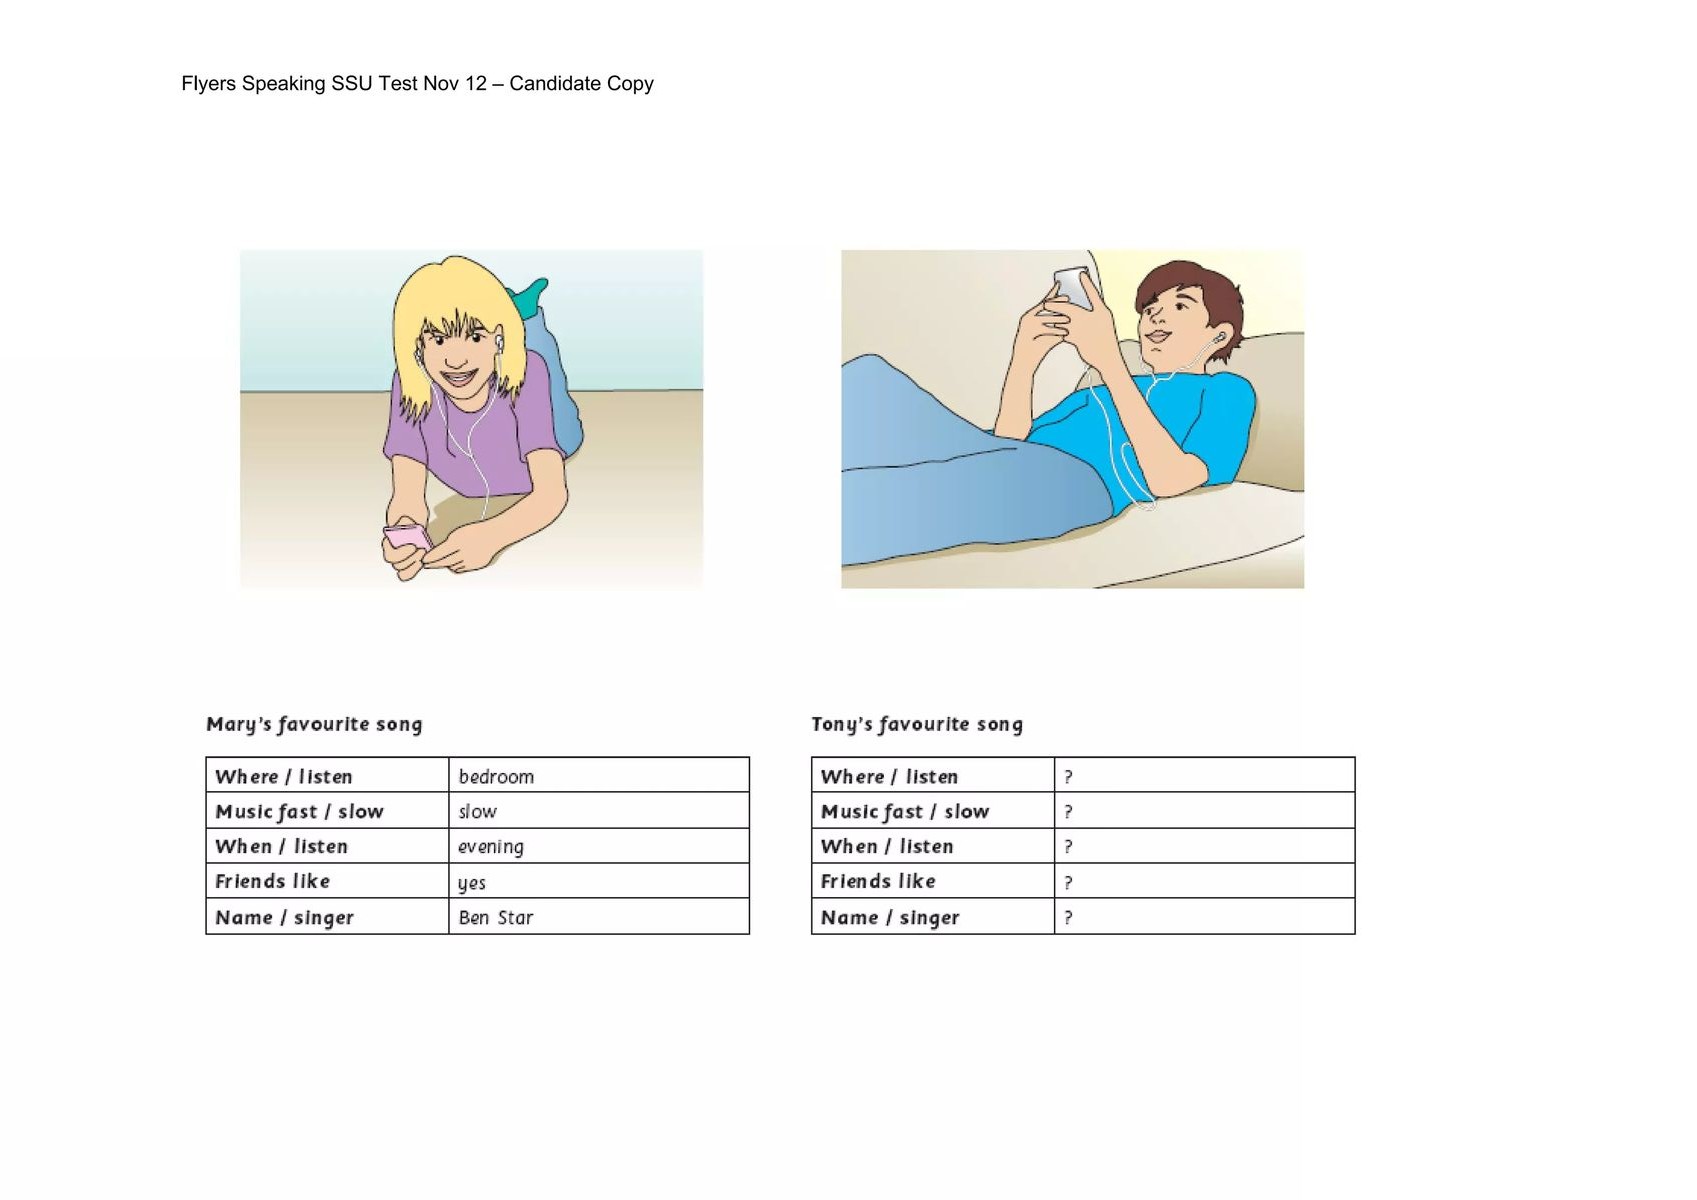 Flyers Speaking SSU Test Nov 12 – Candidate Copy
Mary's favourite song
Where / listen bedroom
Music fast / slow slow
When / listen evening
Friends like yes
Name / singer Ben Star
Tony's favourite song
Where / listen ?
Music fast / slow ?
When / listen ?
Friends like ?
Name / singer ?